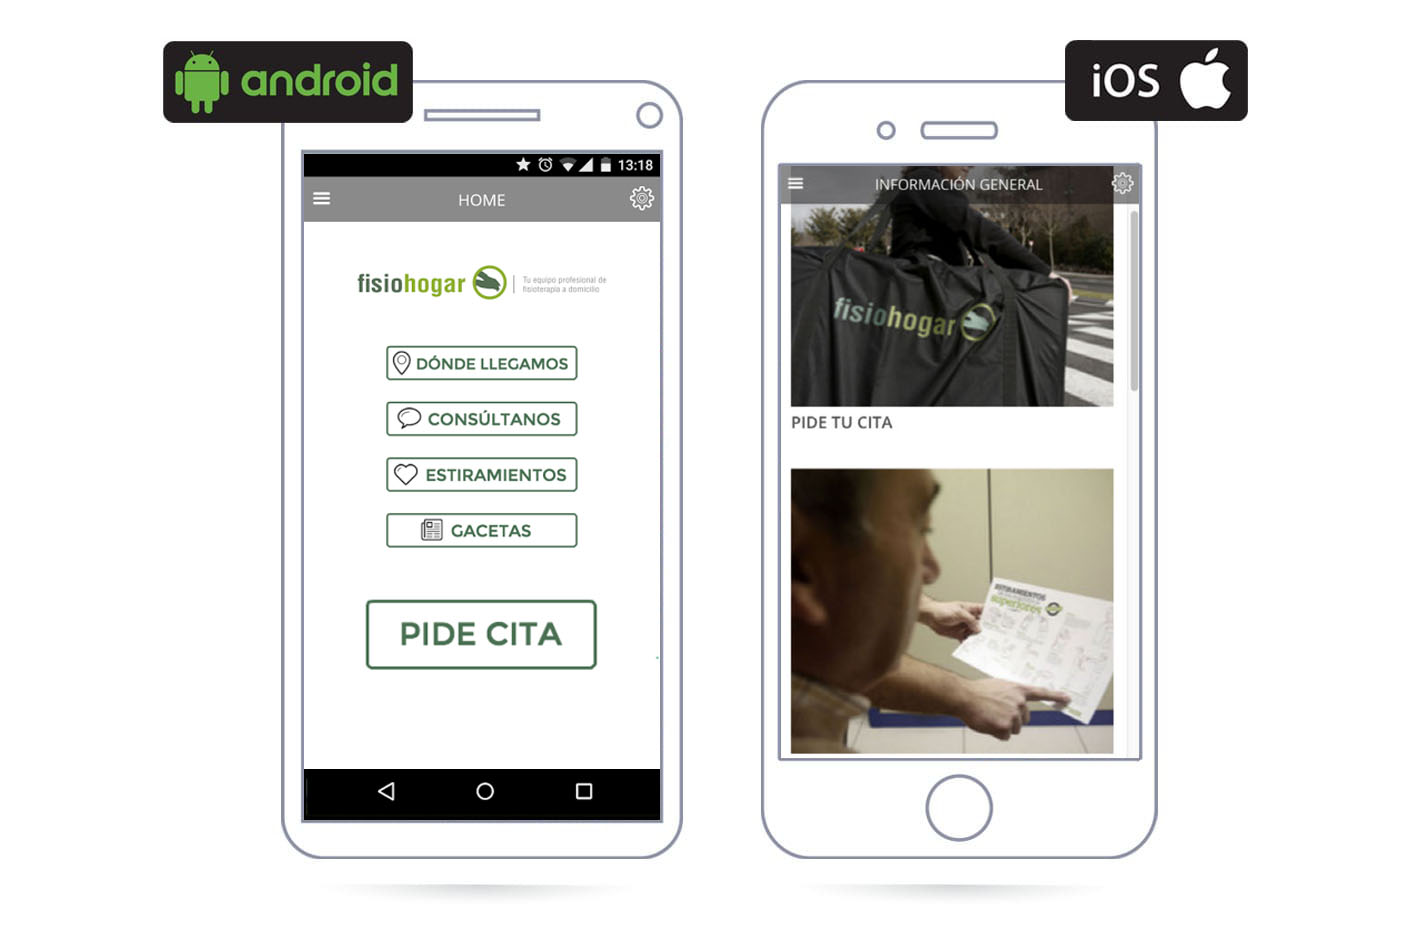 android
13:18
HOME
fisiohogar
Tu equipo profesional de
fisioterapia a domicilio
DÓNDE LLEGAMOS
CONSÚLTANOS
ESTIRAMIENTOS
GACETAS
PIDE CITA
iOS
INFORMACIÓN GENERAL
fisiohogar
PIDE TU CITA
ESTIRAMIENTOS
superiores